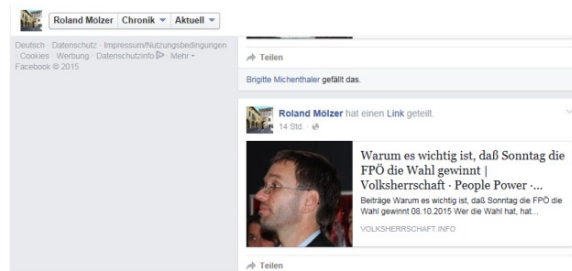 Roland Mölzer Chronik Aktuell
Deutsch · Datenschutz · Impressum/Nutzungsbedingungen
· Cookies · Werbung · Datenschutzinfo · Mehr
Facebook © 2015
Teilen
Brigitte Michenthaler gefällt das.
Roland Mölzer hat einen Link geteilt.
14 Std. ·
Warum es wichtig ist, daß Sonntag die
FPÖ die Wahl gewinnt |
Volksherrschaft · People Power ·...
Beiträge Warum es wichtig ist, daß Sonntag die FPÖ die
Wahl gewinnt 08.10.2015 Wer die Wahl hat, hat...
VOLKSHERRSCHAFT.INFO
Teilen